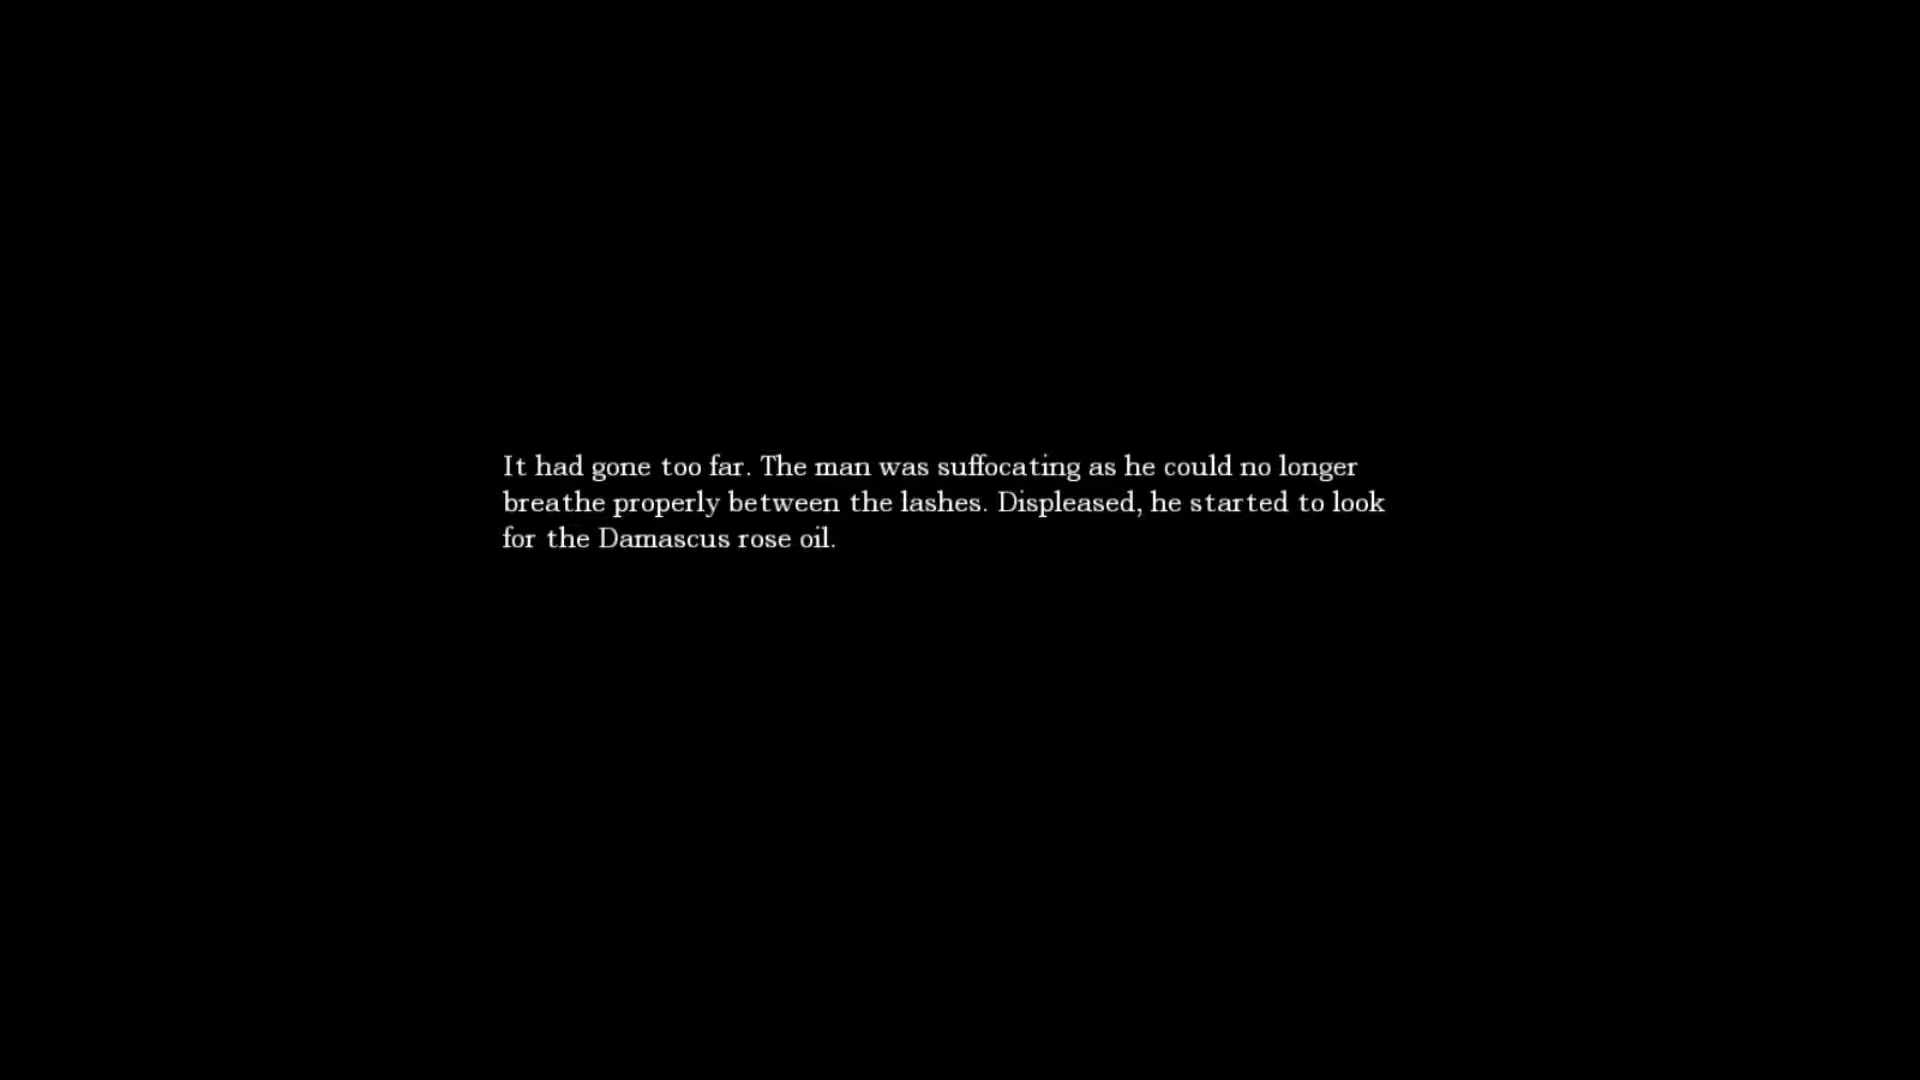 It had gone too far. The man was suffocating as he could no longer
breathe properly between the lashes. Displeased, he started to look
for the Damascus rose oil.